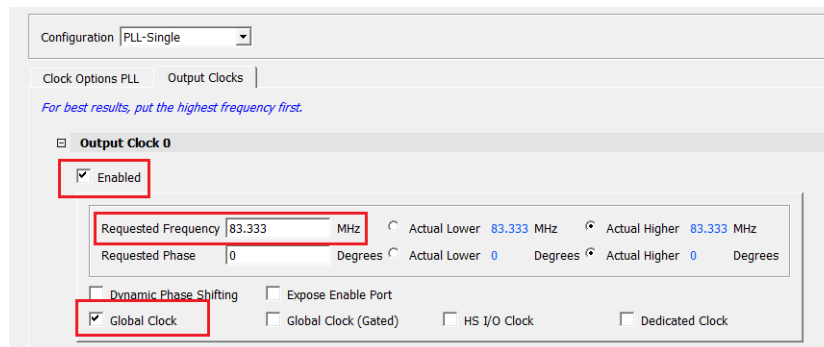 Configuration PLL-Single
Clock Options PLL Output Clocks
For best results, put the highest frequency first.
Output Clock 0
Enabled
Requested Frequency 83.333 MHz Actual Lower 83.333 MHz Actual Higher 83.333 MHz
Requested Phase 0 Degrees Actual Lower 0 Degrees Actual Higher 0 Degrees
Dynamic Phase Shifting Expose Enable Port
Global Clock Global Clock (Gated) HS I/O Clock Dedicated Clock